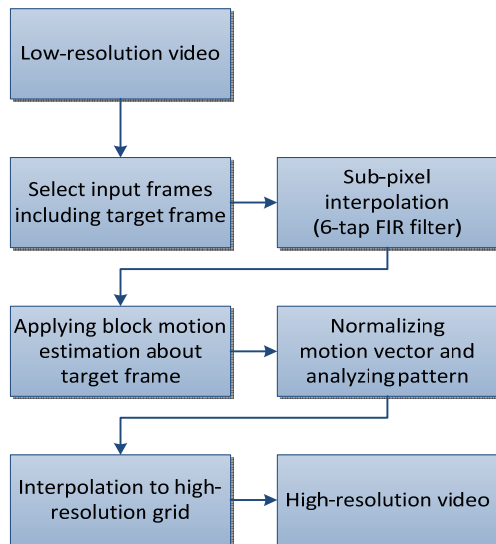 Low-resolution video
Select input frames
including target frame
Sub-pixel
interpolation
(6-tap FIR filter)
Applying block motion
estimation about
target frame
Normalizing
motion vector and
analyzing pattern
Interpolation to high-
resolution grid
High-resolution video